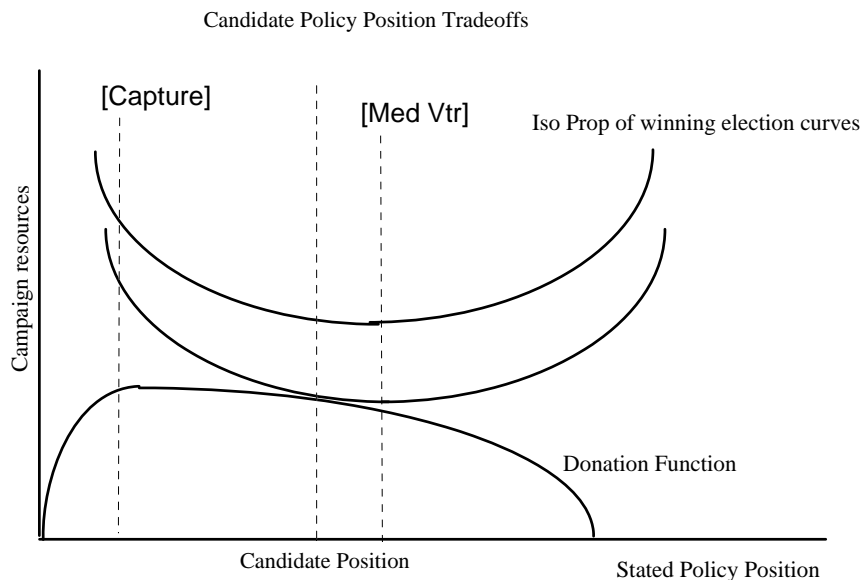 Candidate Policy Position Tradeoffs
[Capture]
[Med Vtr]
Iso Prop of winning election curves
Campaign resources
Donation Function
Candidate Position
Stated Policy Position